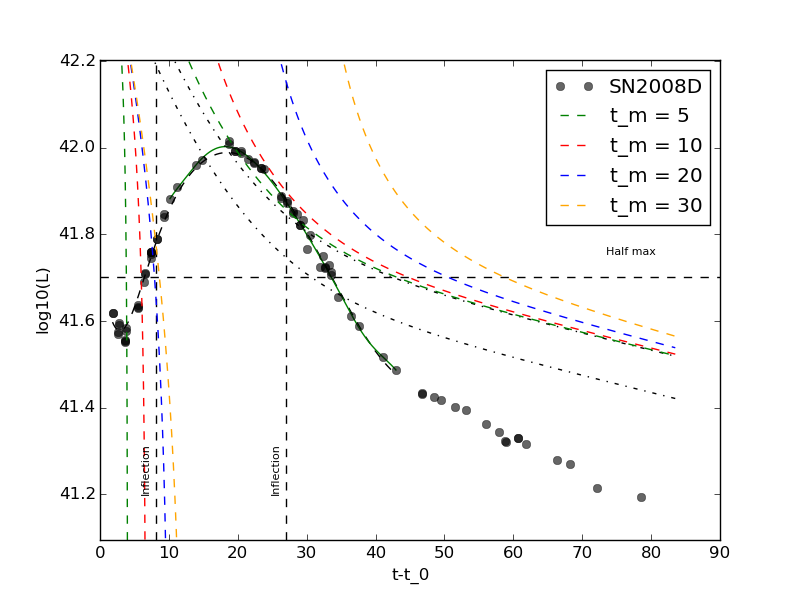 42.2
42.0
41.8
41.6
41.4
41.2
log10(L)
0
10
20
30
40
50
60
70
80
90
t-t_0
SN2008D
t_m = 5
t_m = 10
t_m = 20
t_m = 30
Half max
Inflection
Inflection